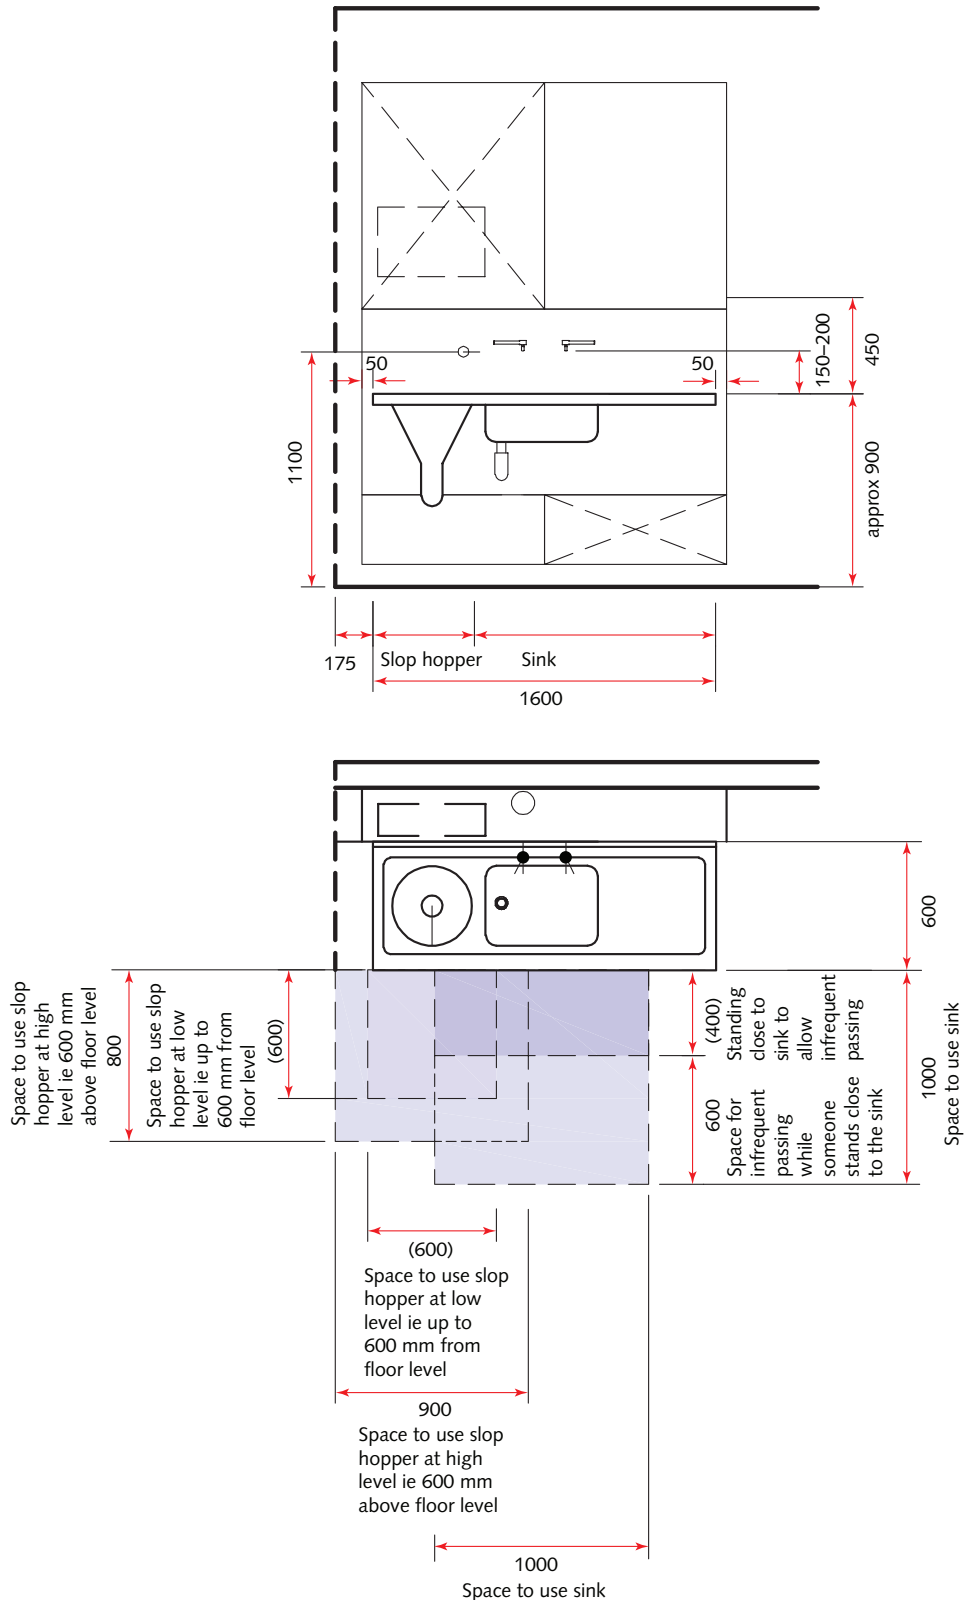 50
50
150–200
450
1100
approx 900
175
Slop hopper
Sink
1600
600
Space to use slop
hopper at high
level ie 600 mm
above floor level
800
Space to use slop
hopper at low
level ie up to
600 mm from
floor level
(600)
(400)
Standing
close to
sink to
allow
infrequent
passing
600
Space for
infrequent
passing
while
someone
stands close
to the sink
1000
Space to use sink
(600)
Space to use slop
hopper at low
level ie up to
600 mm from
floor level
900
Space to use slop
hopper at high
level ie 600 mm
above floor level
1000
Space to use sink